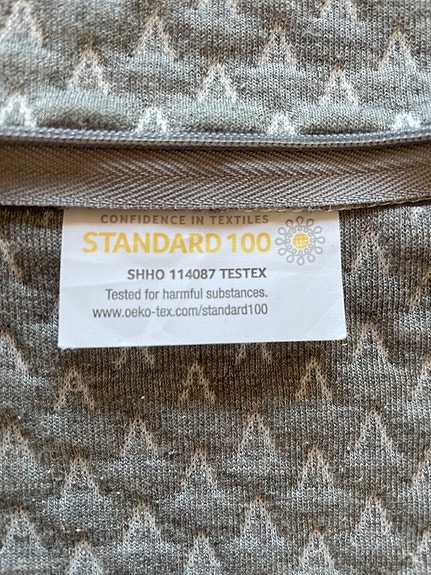 CONFIDENCE IN TEXTILES
STANDARD 100
SHHO 114087 TESTEX
Tested for harmful substances.
www.oeko-tex.com/standard100